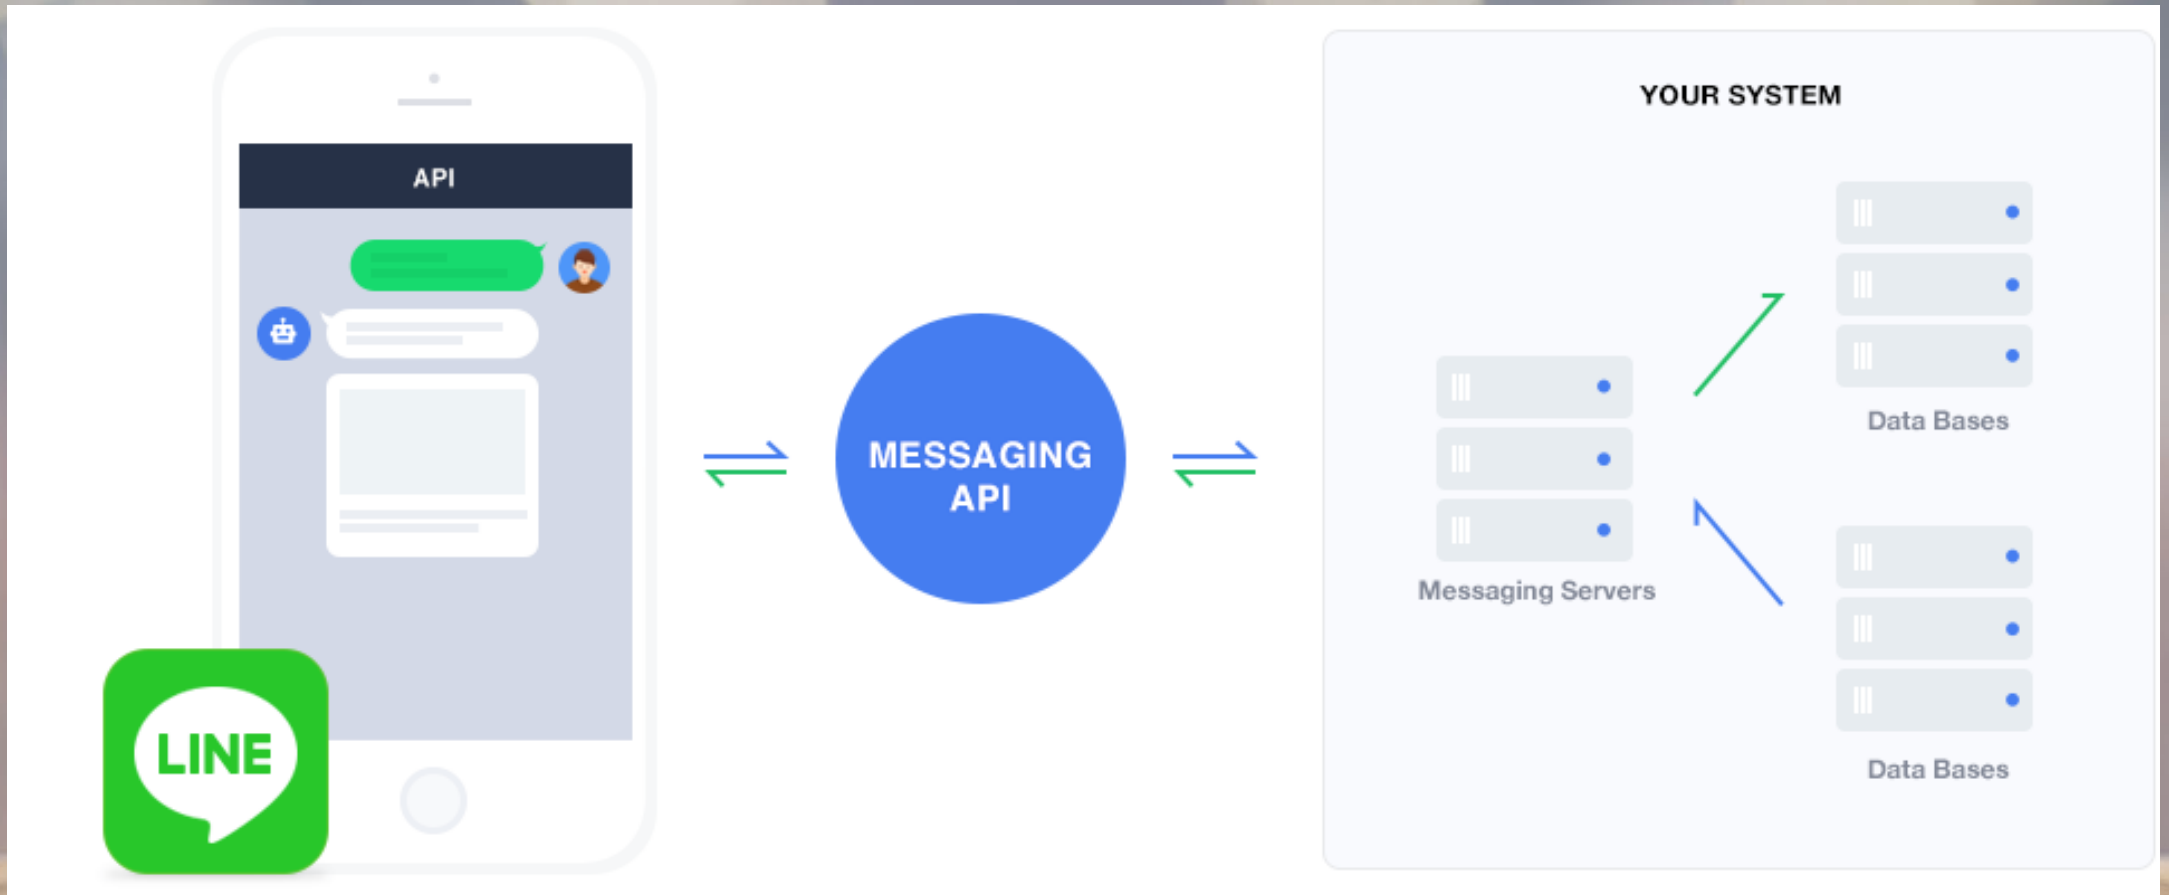 API
LINE
MESSAGING
API
YOUR SYSTEM
Messaging Servers
Data Bases
Data Bases